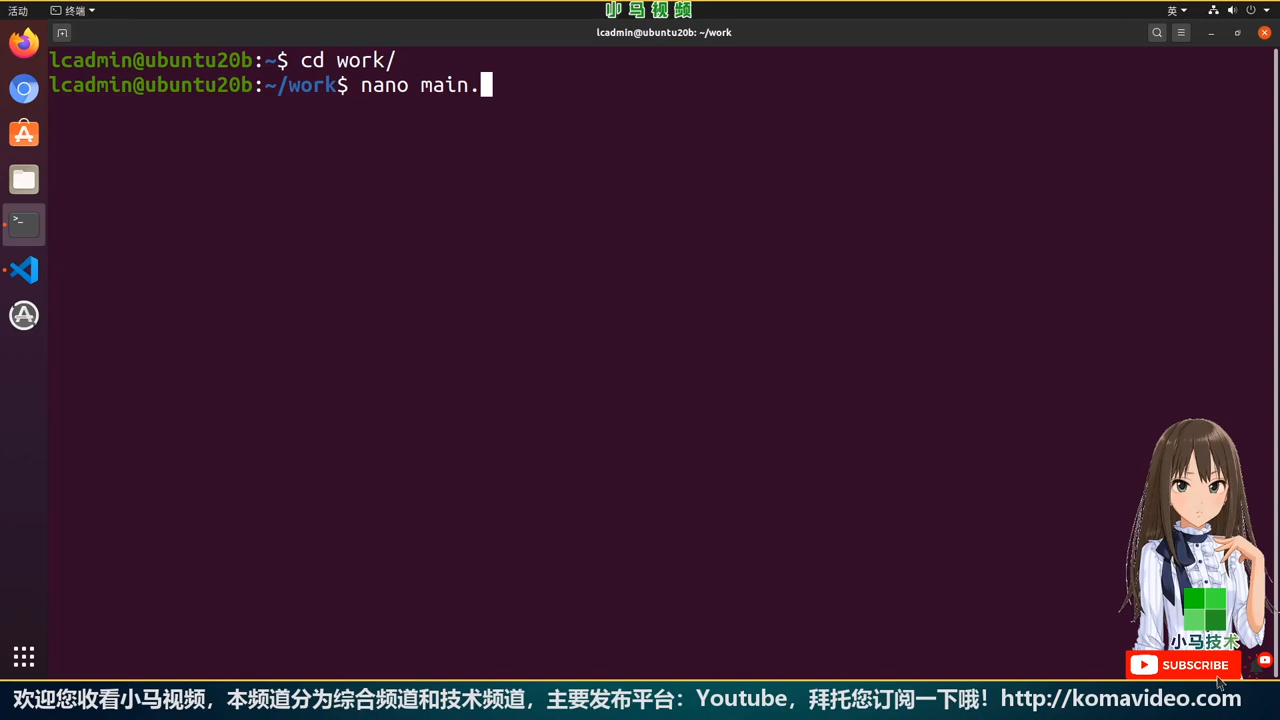 活动
终端
小马视频
英
lcadmin@ubuntu20b: ~/work
lcadmin@ubuntu20b:~$ cd work/
lcadmin@ubuntu20b:~/work$ nano main.
小马技术
SUBSCRIBE
欢迎您收看小马视频，本频道分为综合频道和技术频道，主要发布平台：Youtube，拜托您订阅一下哦！http://komavideo.com